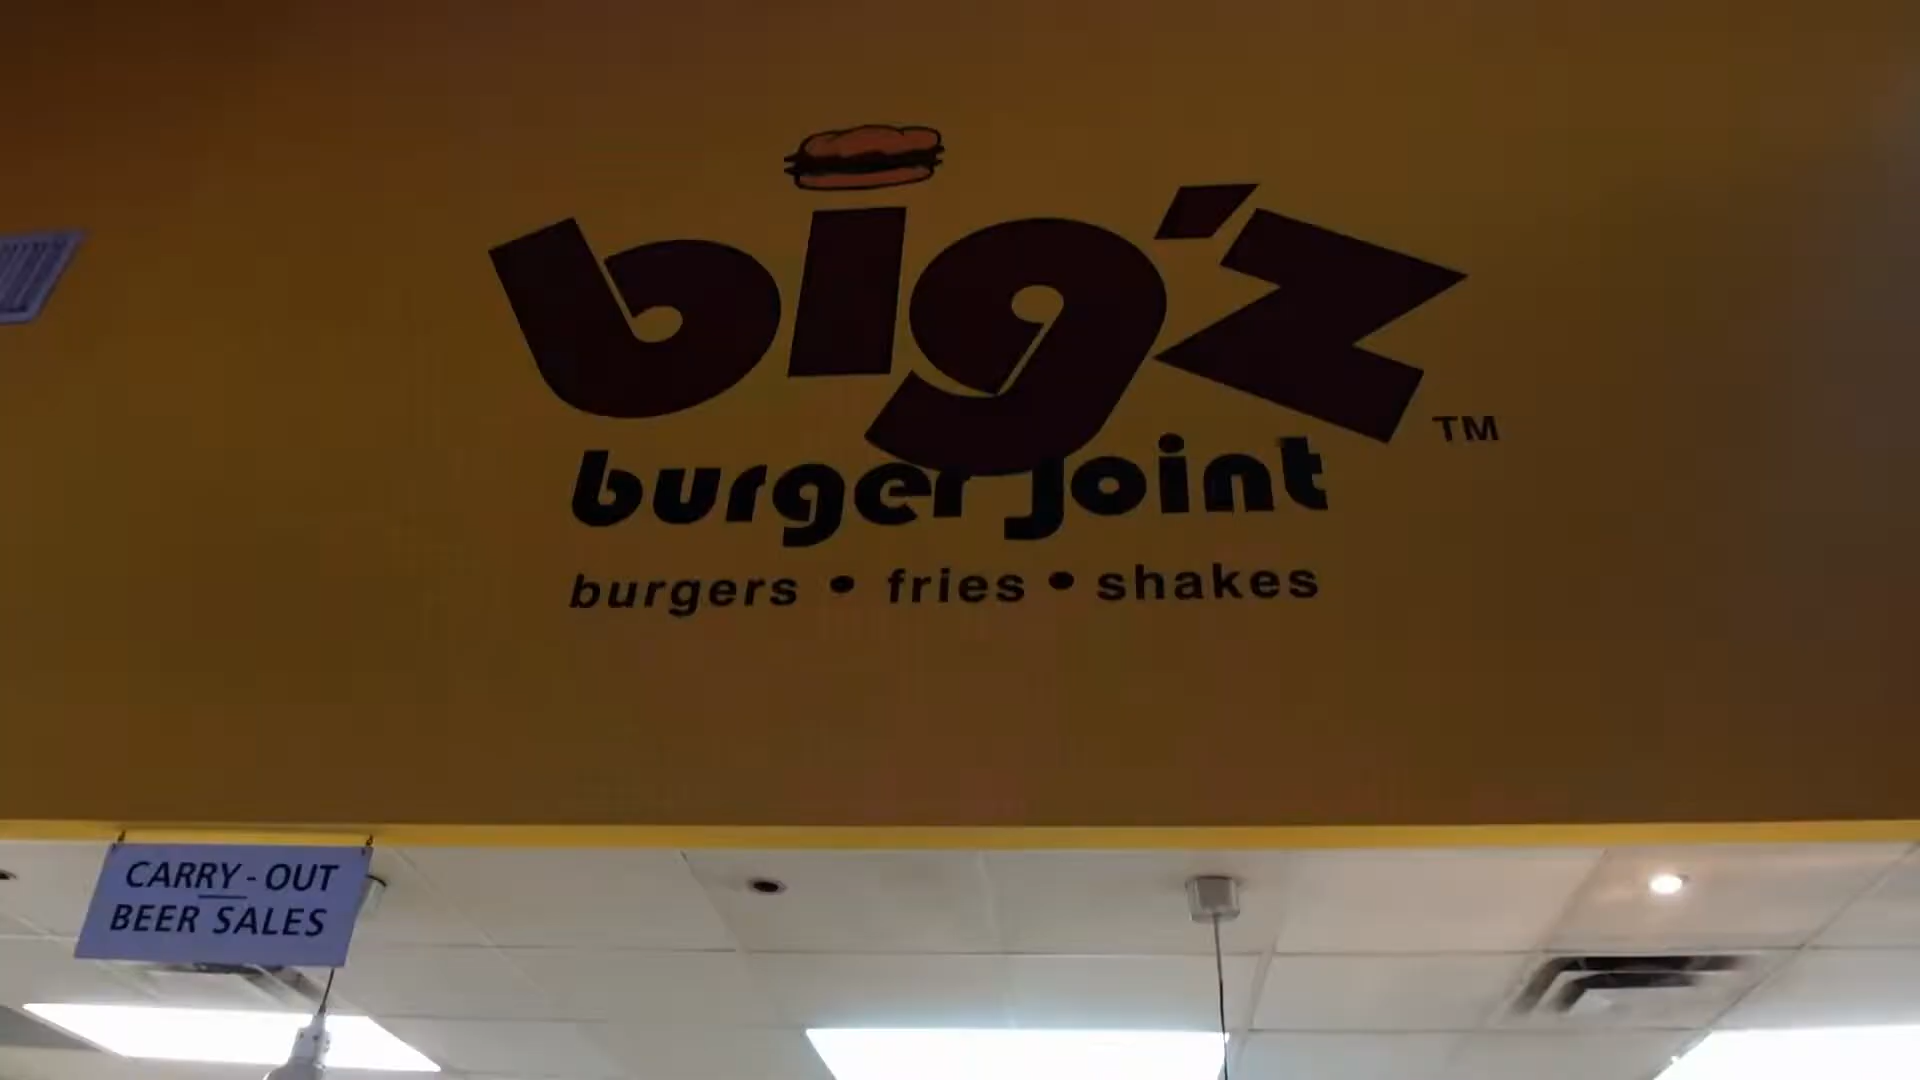 big'z
TM
burger joint
burgers • fries • shakes
CARRY-OUT
BEER SALES